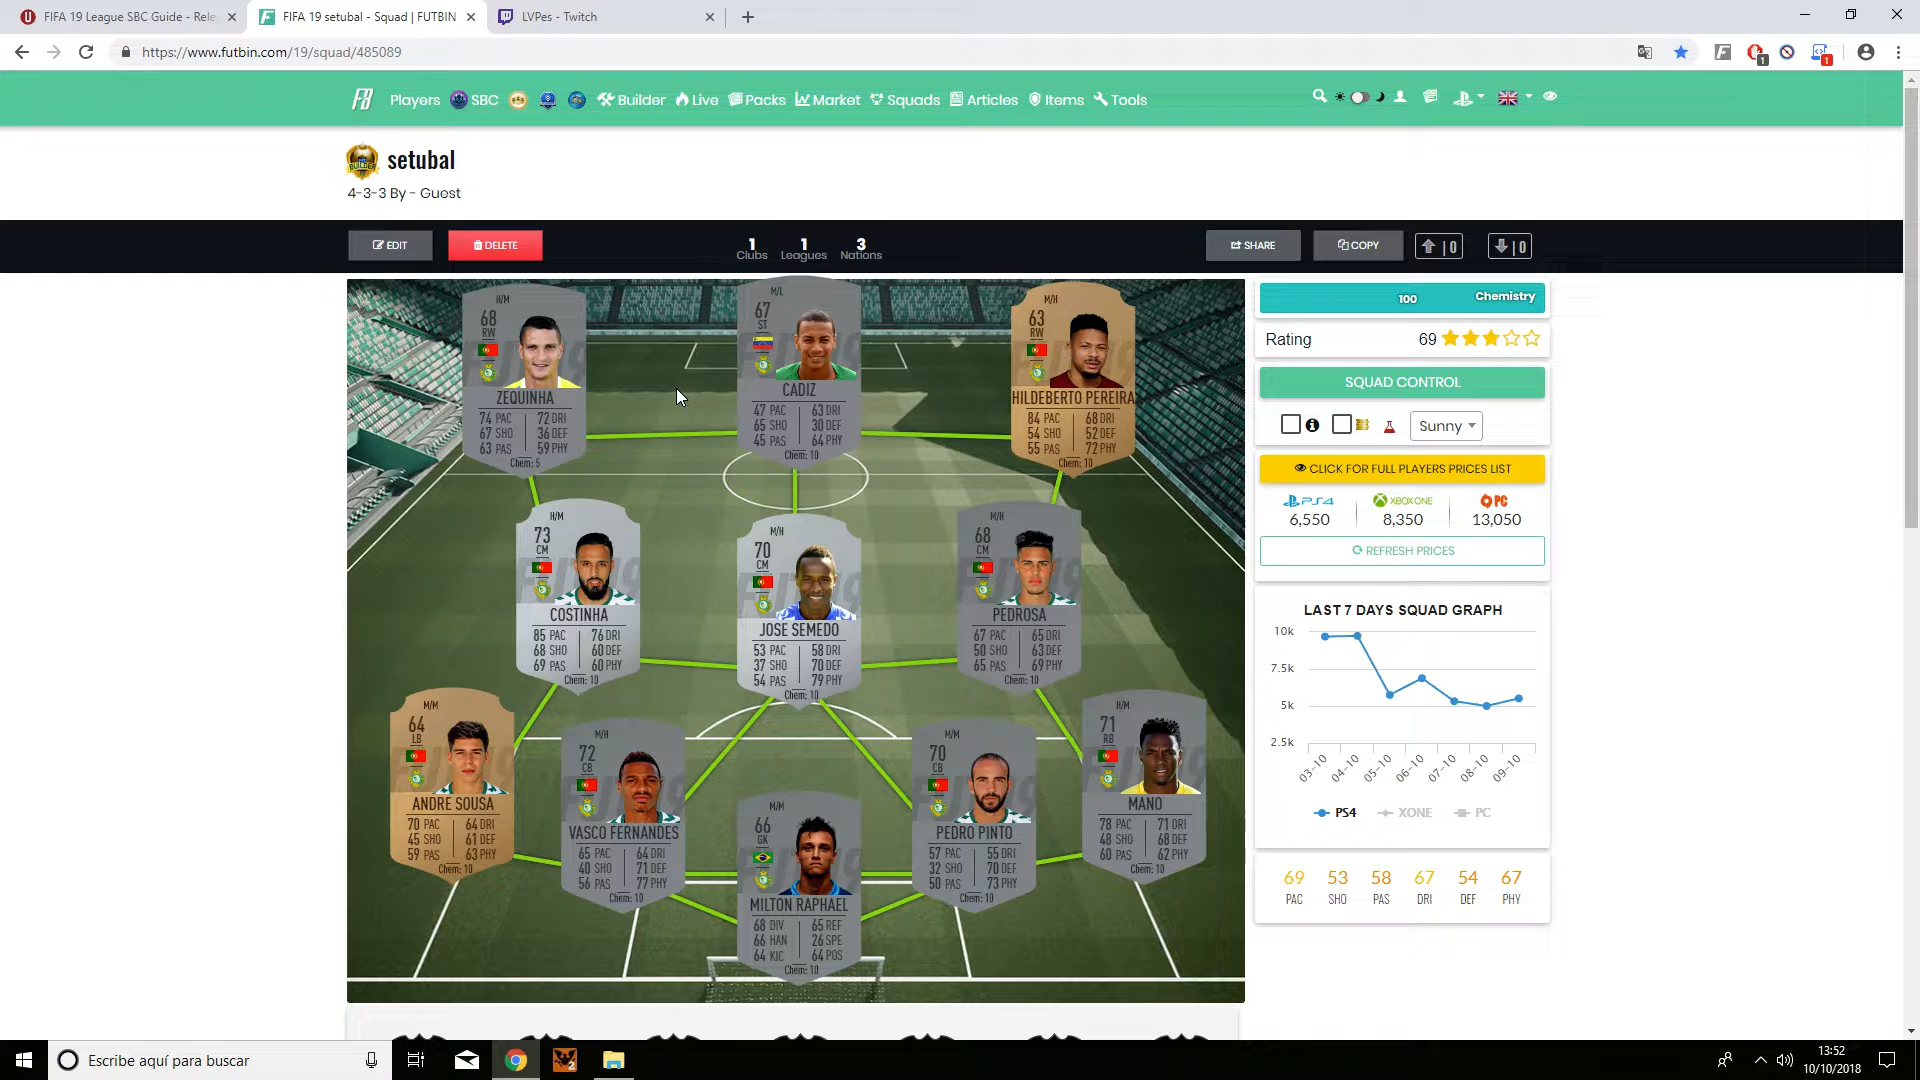 FIFA 19 League SBC Guide - Rele
FIFA 19 setubal - Squad | FUTBIN
LVPes - Twitch
https://www.futbin.com/19/squad/485089
Players
SBC
Builder
Live
Packs
Market
Squads
Articles
Items
Tools
setubal
4-3-3 By - Guest
EDIT
DELETE
1
Clubs
1
Leagues
3
Nations
SHARE
COPY
| 0
| 0
H/M
68
RW
ZEQUINHA
74 PAC 72 DRI
67 SHO 36 DEF
63 PAS 59 PHY
Chem: 5
M/L
67
ST
CADIZ
47 PAC 63 DRI
65 SHO 30 DEF
45 PAS 64 PHY
Chem: 10
M/H
63
RW
HILDEBERTO PEREIRA
84 PAC 68 DRI
54 SHO 52 DEF
55 PAS 72 PHY
Chem: 10
H/M
73
CM
COSTINHA
85 PAC 76 DRI
68 SHO 60 DEF
69 PAS 60 PHY
Chem: 10
M/H
70
CM
JOSE SEMEDO
53 PAC 58 DRI
37 SHO 70 DEF
54 PAS 79 PHY
Chem: 10
M/H
68
CM
PEDROSA
67 PAC 65 DRI
50 SHO 63 DEF
65 PAS 69 PHY
Chem: 10
M/M
64
LB
ANDRE SOUSA
70 PAC 64 DRI
45 SHO 61 DEF
59 PAS 63 PHY
Chem: 10
M/H
72
CB
VASCO FERNANDES
65 PAC 64 DRI
40 SHO 71 DEF
56 PAS 77 PHY
Chem: 10
M/M
66
GK
MILTON RAPHAEL
68 DIV 65 REF
66 HAN 26 SPE
64 KIC 64 POS
Chem: 10
M/M
70
CB
PEDRO PINTO
57 PAC 55 DRI
32 SHO 70 DEF
50 PAS 73 PHY
Chem: 10
H/M
71
RB
MANO
78 PAC 71 DRI
48 SHO 68 DEF
60 PAS 62 PHY
Chem: 10
100 Chemistry
Rating 69
SQUAD CONTROL
Sunny
CLICK FOR FULL PLAYERS PRICES LIST
PS4
6,550
XBOX ONE
8,350
PC
13,050
REFRESH PRICES
LAST 7 DAYS SQUAD GRAPH
10k
7.5k
5k
2.5k
03-10
04-10
05-10
06-10
07-10
08-10
09-10
PS4
XONE
PC
69 53 58 67 54 67
PAC SHO PAS DRI DEF PHY
Escribe aquí para buscar
13:52
10/10/2018